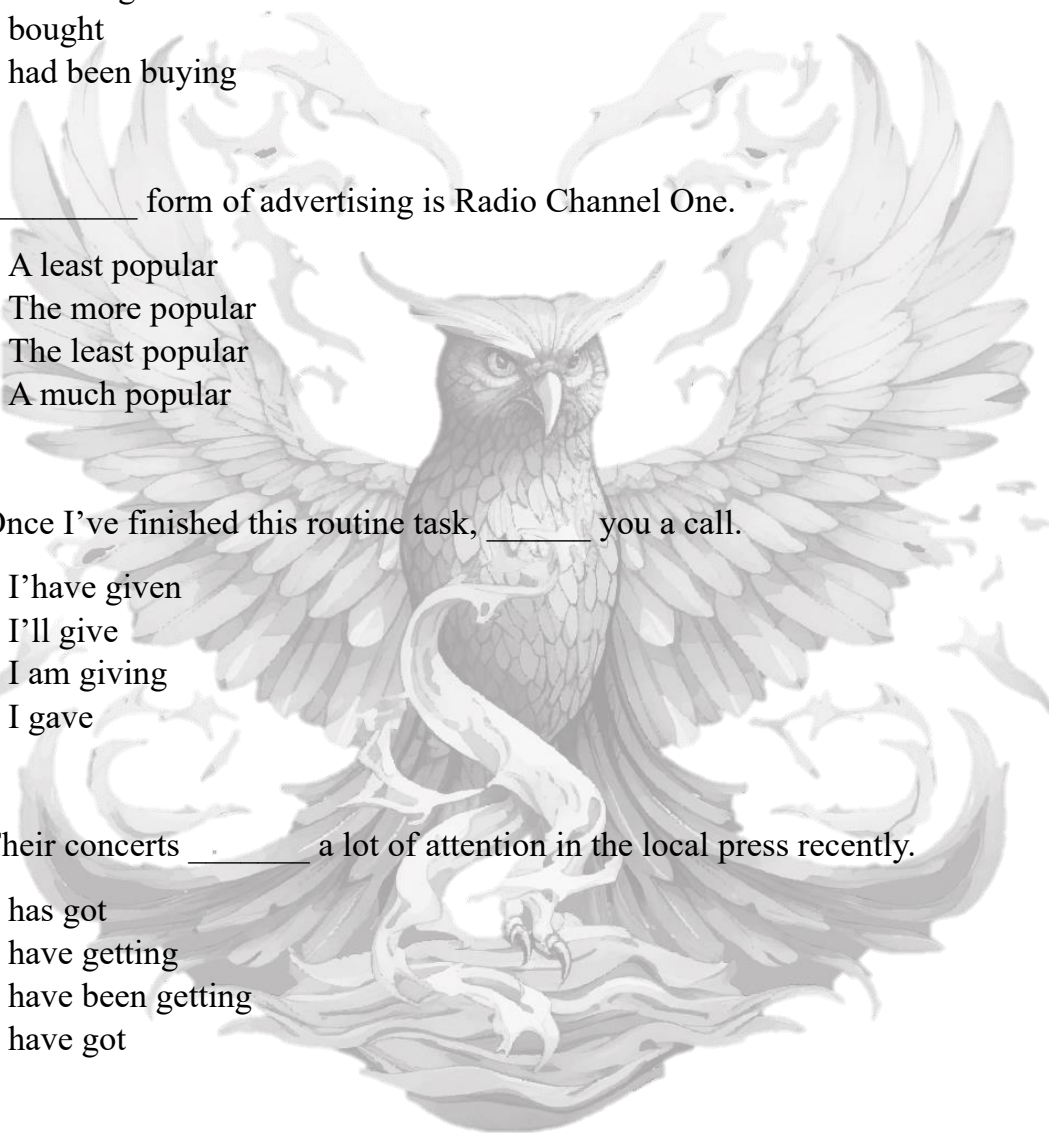 bought
had been buying
_________ form of advertising is Radio Channel One.
A least popular
The more popular
The least popular
A much popular
Once I’ve finished this routine task, ______ you a call.
I’have given
I’ll give
I am giving
I gave
Their concerts _______ a lot of attention in the local press recently.
has got
have getting
have been getting
have got